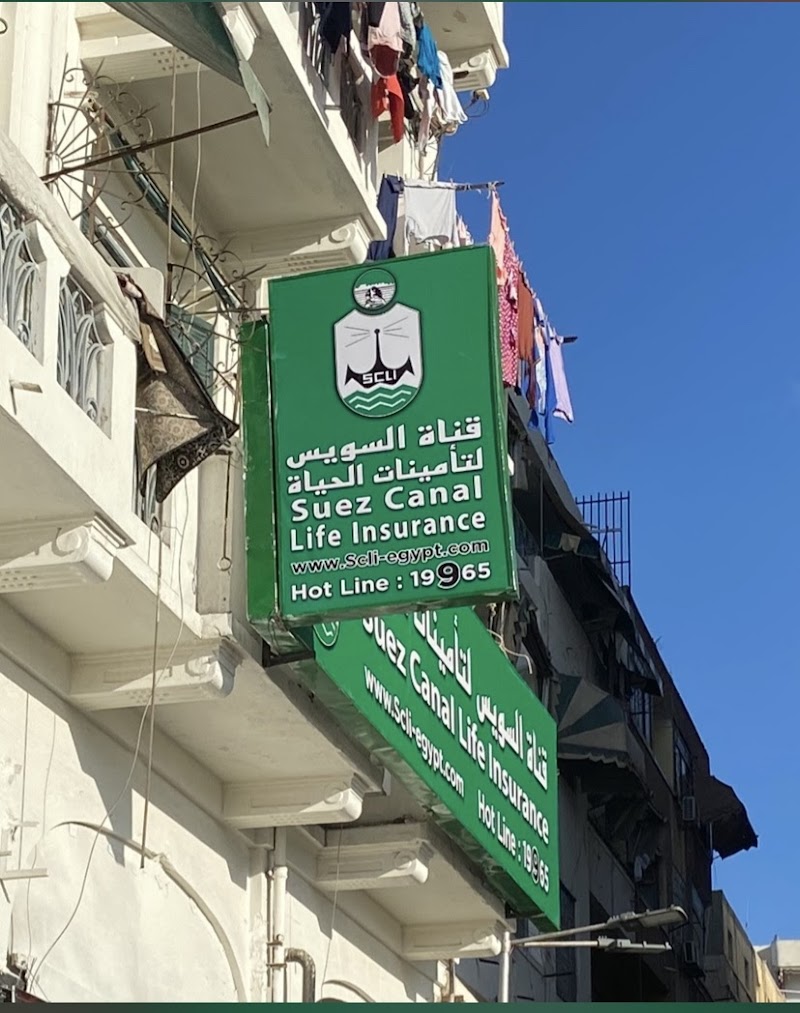 SCLI
قناة السويس
لتأمينات الحياة
Suez Canal
Life Insurance
www.Scli-egypt.com
Hot Line : 19965
قناة السويس لتأمينات
Suez Canal Life Insurance
www.Scli-egypt.com Hot Line : 19965